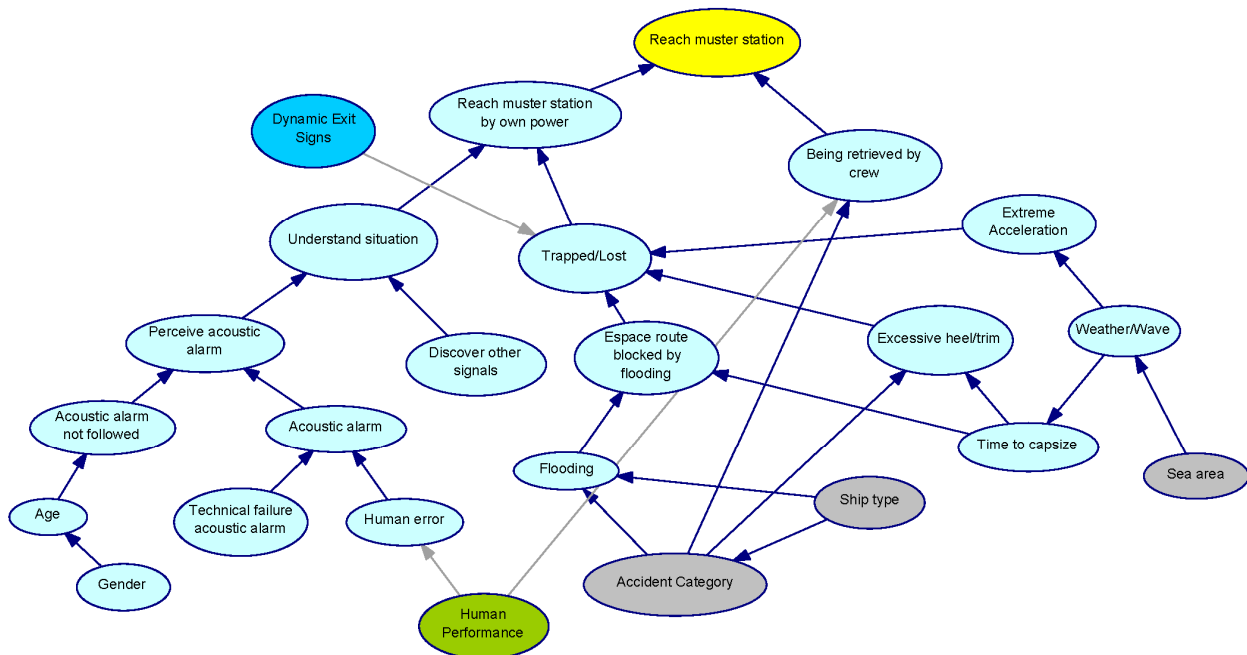 Reach muster station
Reach muster station
by own power
Dynamic Exit
Signs
Being retrieved by
crew
Extreme
Acceleration
Understand situation
Trapped/Lost
Perceive acoustic
alarm
Discover other
signals
Espace route
blocked by
flooding
Excessive heel/trim
Weather/Wave
Acoustic alarm
not followed
Acoustic alarm
Time to capsize
Flooding
Sea area
Ship type
Age
Technical failure
acoustic alarm
Human error
Gender
Accident Category
Human
Performance